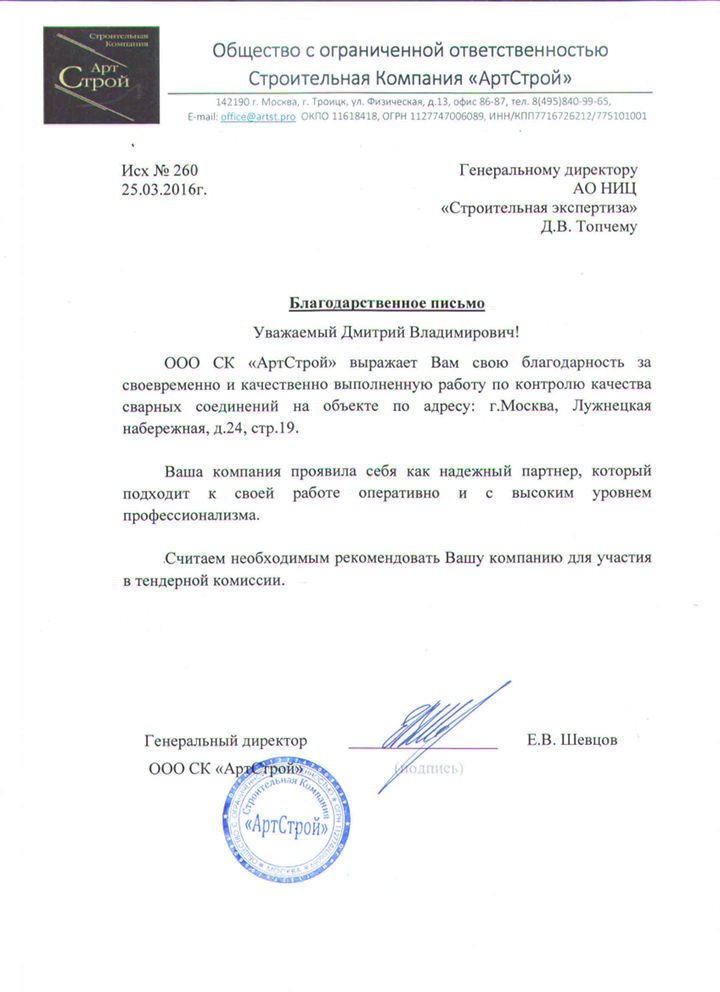 Строительная
Компания
Арт
Строй
Общество с ограниченной ответственностью
Строительная Компания «АртСтрой»
142190 г. Москва, г. Троицк, ул. Физическая, д.13, офис 86-87, тел. 8(495)840-99-65,
E-mail: office@artst.pro ОКПО 11618418, ОГРН 1127747006089, ИНН/КПП7716726212/775101001
Исх № 260
25.03.2016г.
Генеральному директору
АО НИЦ
«Строительная экспертиза»
Д.В. Топчему
Благодарственное письмо
Уважаемый Дмитрий Владимирович!
ООО СК «АртСтрой» выражает Вам свою благодарность за
своевременно и качественно выполненную работу по контролю качества
сварных соединений на объекте по адресу: г.Москва, Лужнецкая
набережная, д.24, стр.19.
Ваша компания проявила себя как надежный партнер, который
подходит к своей работе оперативно и с высоким уровнем
профессионализма.
Считаем необходимым рекомендовать Вашу компанию для участия
в тендерной комиссии.
Генеральный директор
Е.В. Шевцов
ООО СК «АртСтрой»
(подпись)
Строительная Компания
«АртСтрой»
МОСКВА